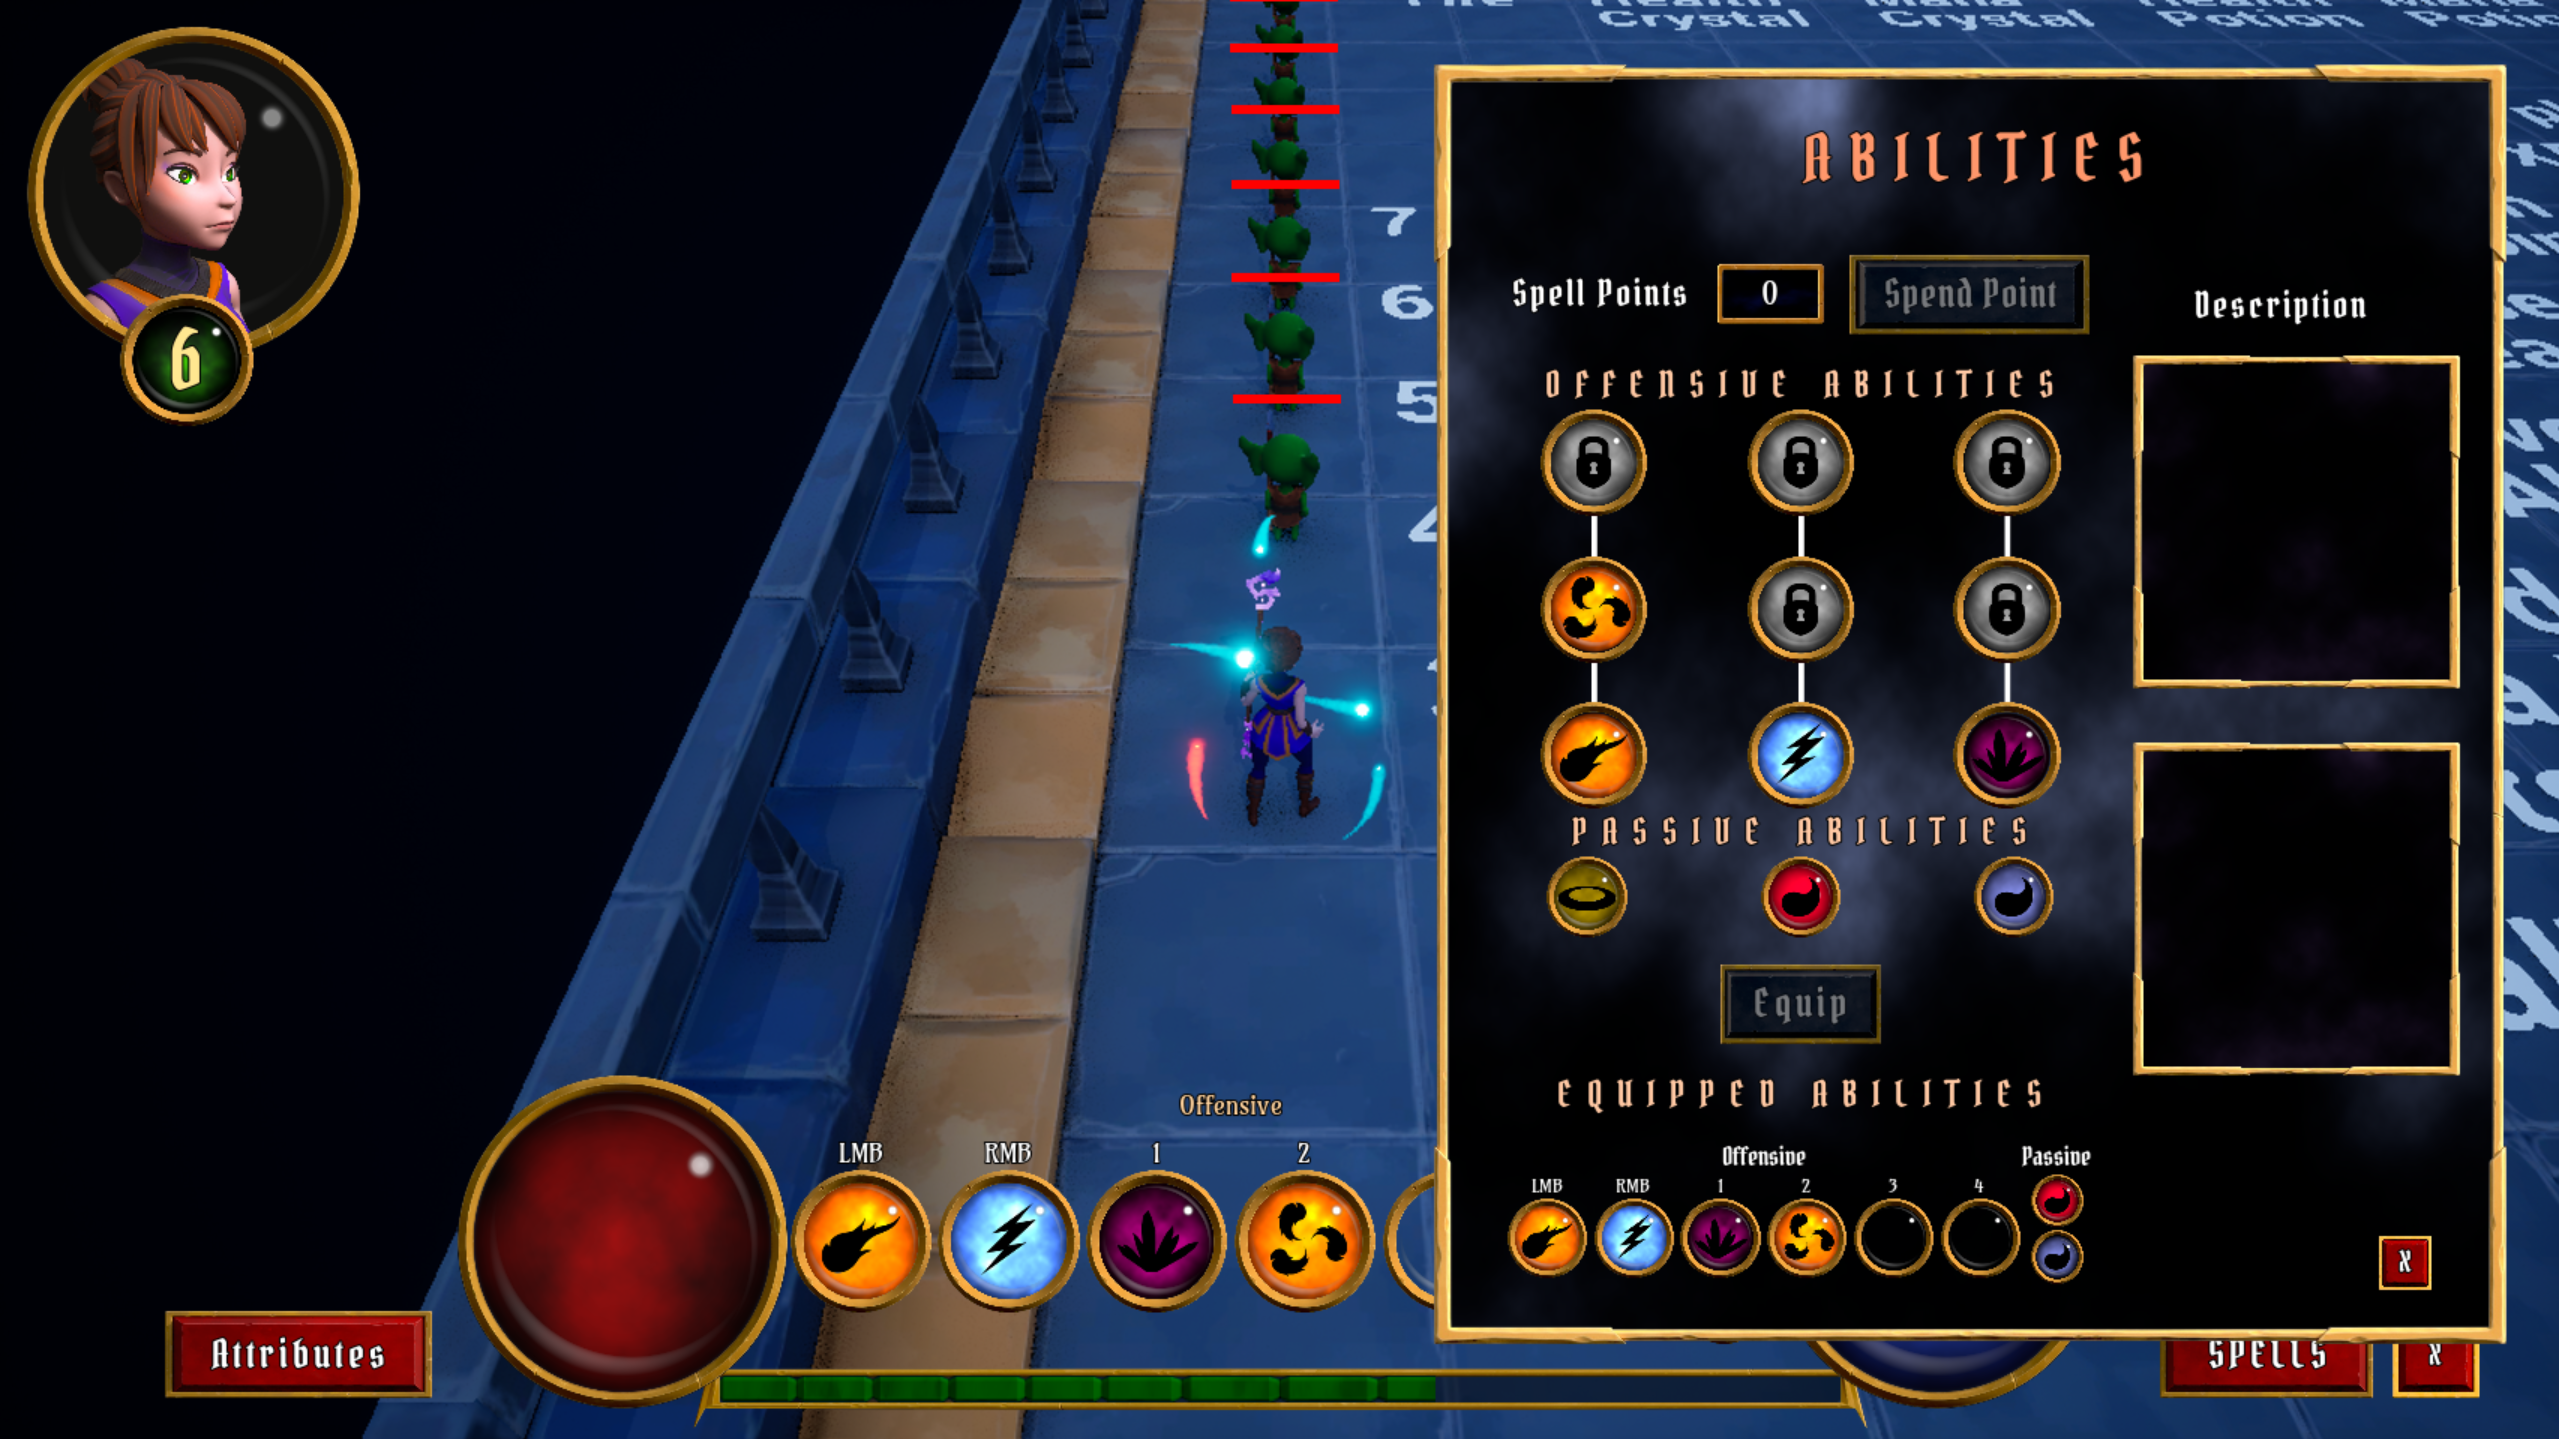 Crystal
Crystal
Potion
ABILITIES
Spell Points
0
Spend Point
Description
OFFENSIVE ABILITIES
7
6
5
4
6
PASSIVE ABILITIES
Equip
EQUIPPED ABILITIES
Offensive
Passive
LMB
RMB
1
2
3
4
Offensive
LMB
RMB
1
2
X
Attributes
SPELLS
X